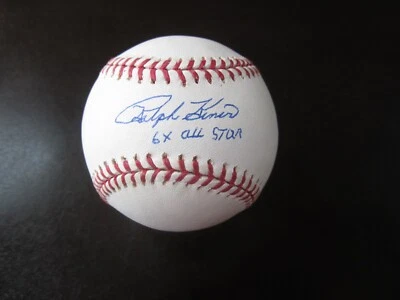 Ralph Kiner
6X All STAR